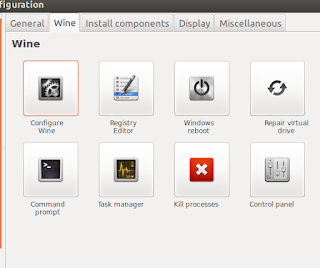 figuration
General Wine Install components Display Miscellaneous
Wine
Configure Wine
Registry Editor
Windows reboot
Repair virtual drive
Command prompt
Task manager
Kill processes
Control panel